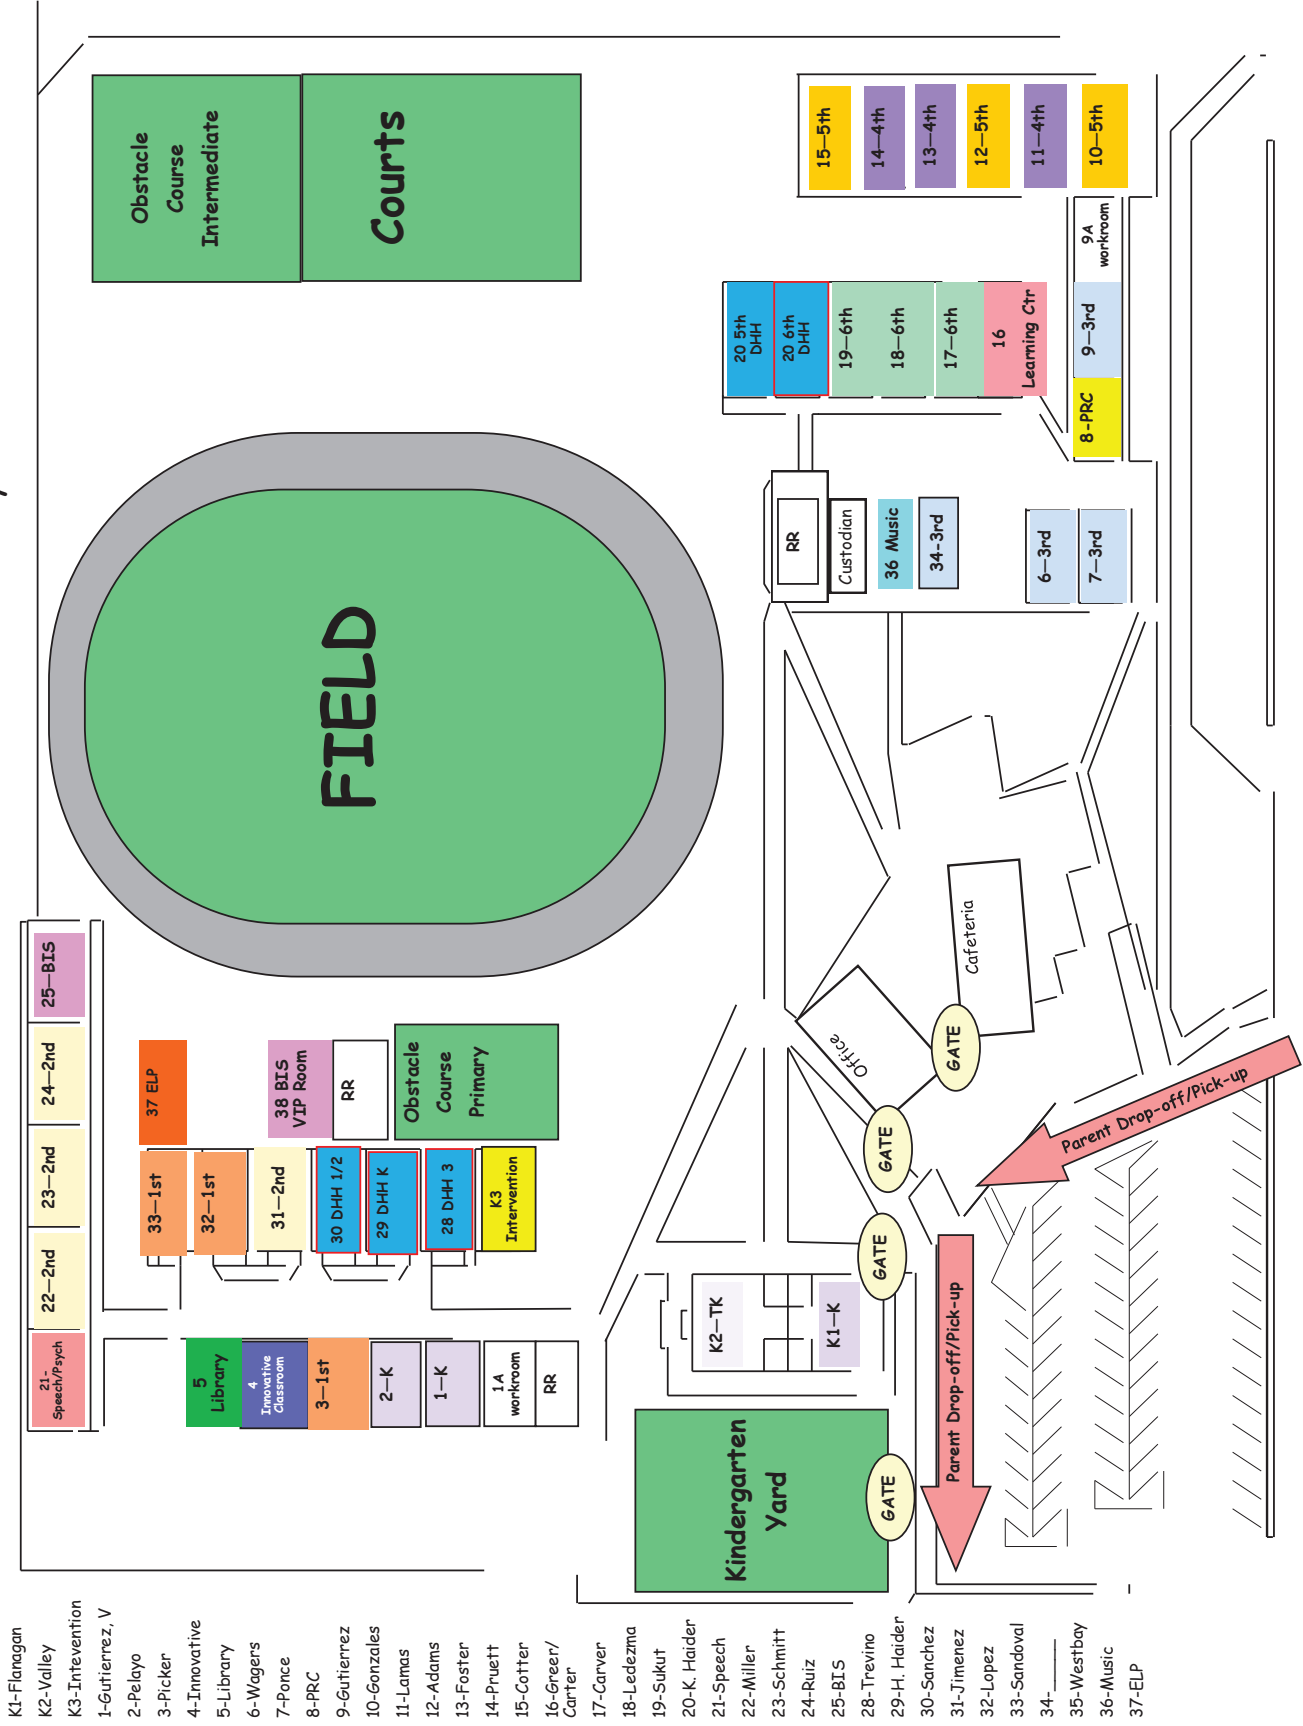 K1-Flanagan
K2-Valley
K3-Intevention
1-Gutierrez, V
2-Pelayo
3-Picker
4-Innovative
5-Library
6-Wagers
7-Ponce
8-PRC
9-Gutierrez
10-Gonzales
11-Lamas
12-Adams
13-Foster
14-Pruett
15-Cotter
16-Greer/
Carter
17-Carver
18-Ledezma
19-Sukut
20-K. Haider
21-Speech
22-Miller
23-Schmitt
24-Ruiz
25-BIS
28-Trevino
29-H. Haider
30-Sanchez
31-Jimenez
32-Lopez
33-Sandoval
34-______
35-Westbay
36-Music
37-ELP
21-
Speech/Psych
22—2nd
23—2nd
24—2nd
25—BIS
5
Library
4
Innovative
Classroom
3—1st
2—K
1—K
1A
workroom
RR
33—1st
32—1st
31—2nd
30 DHH 1/2
29 DHH K
28 DHH 3
K3
Intervention
37 ELP
38 BIS
VIP Room
RR
Obstacle
Course
Primary
FIELD
Obstacle
Course
Intermediate
Courts
Kindergarten
Yard
K2—TK
K1—K
GATE
GATE
GATE
GATE
Office
Cafeteria
Parent Drop-off/Pick-up
Parent Drop-off/Pick-up
RR
Custodian
36 Music
34-3rd
6—3rd
7—3rd
20 5th
DHH
20 6th
DHH
19—6th
18—6th
17—6th
16
Learning Ctr
8-PRC
9—3rd
9A
workroom
15—5th
14—4th
13—4th
12—5th
11—4th
10—5th